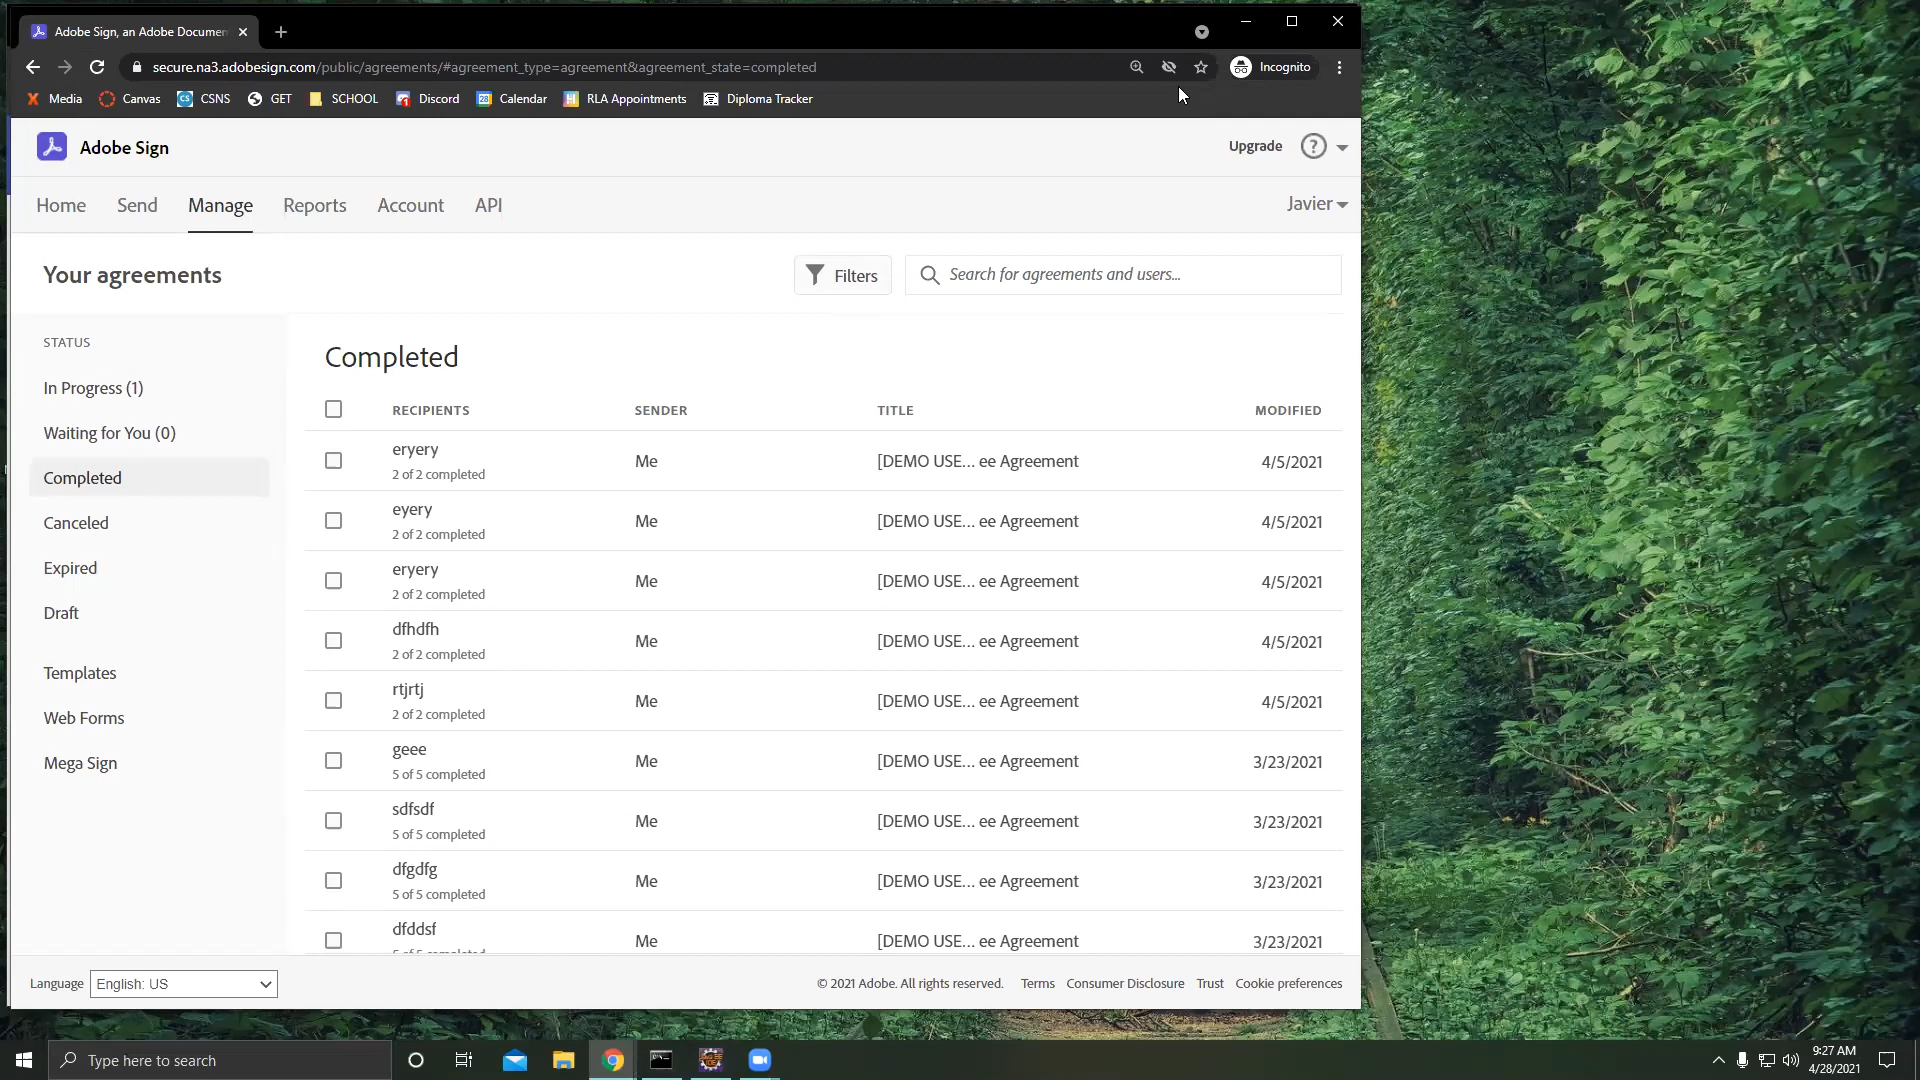 Adobe Sign, an Adobe Documen
secure.na3.adobesign.com/public/agreements/#agreement_type=agreement&agreement_state=completed
Incognito
Media
Canvas
CS CSNS
GET
SCHOOL
Discord
28 Calendar
RLA Appointments
Diploma Tracker
Adobe Sign
Upgrade
?
Home
Send
Manage
Reports
Account
API
Javier
Your agreements
Filters
Search for agreements and users...
STATUS
In Progress (1)
Waiting for You (0)
Completed
Canceled
Expired
Draft
Templates
Web Forms
Mega Sign
Completed
RECIPIENTS SENDER TITLE MODIFIED
eryery
2 of 2 completed
Me
[DEMO USE... ee Agreement
4/5/2021
eyery
2 of 2 completed
Me
[DEMO USE... ee Agreement
4/5/2021
eryery
2 of 2 completed
Me
[DEMO USE... ee Agreement
4/5/2021
dfhdfh
2 of 2 completed
Me
[DEMO USE... ee Agreement
4/5/2021
rtjrtj
2 of 2 completed
Me
[DEMO USE... ee Agreement
4/5/2021
geee
5 of 5 completed
Me
[DEMO USE... ee Agreement
3/23/2021
sdfsdf
5 of 5 completed
Me
[DEMO USE... ee Agreement
3/23/2021
dfgdfg
5 of 5 completed
Me
[DEMO USE... ee Agreement
3/23/2021
dfddsf
5 of 5 completed
Me
[DEMO USE... ee Agreement
3/23/2021
Language English: US
© 2021 Adobe. All rights reserved. Terms Consumer Disclosure Trust Cookie preferences
Type here to search
9:27 AM
4/28/2021